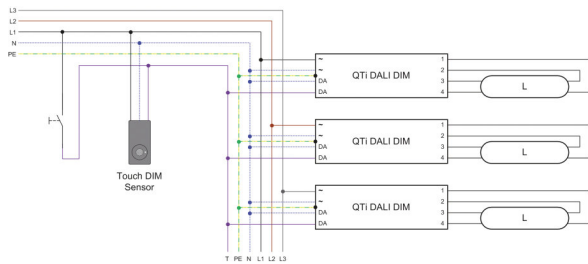 L3
L2
L1
N
PE
~
~
DA
DA
QTi DALI DIM
1
2
3
4
L
~
~
DA
DA
QTi DALI DIM
1
2
3
4
L
Touch DIM
Sensor
~
~
DA
DA
QTi DALI DIM
1
2
3
4
L
T PE N L1 L2 L3